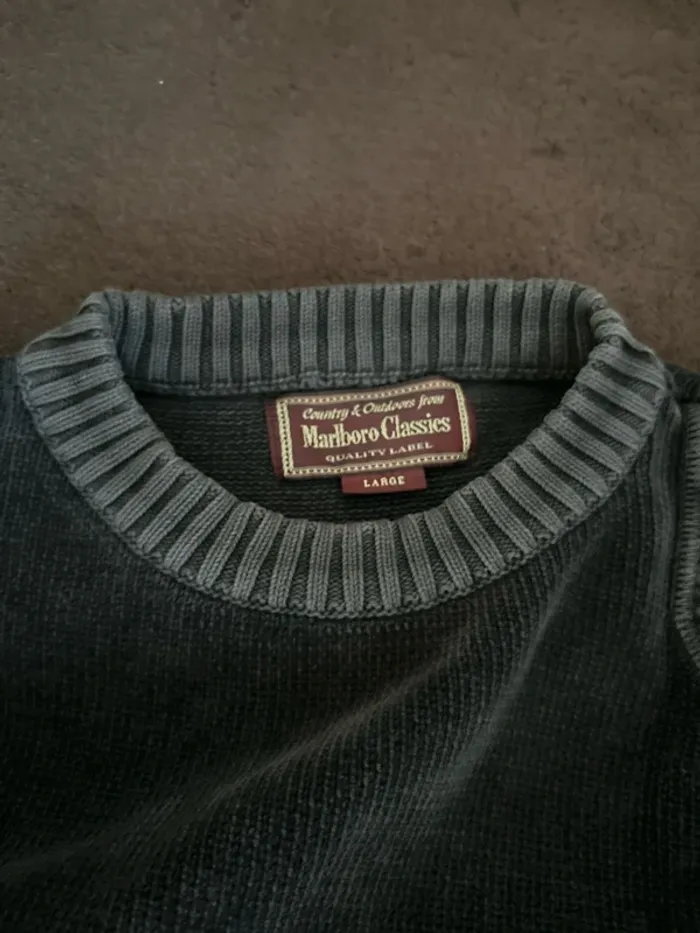 Country & Outdoors from
Marlboro Classics
QUALITY LABEL
LARGE